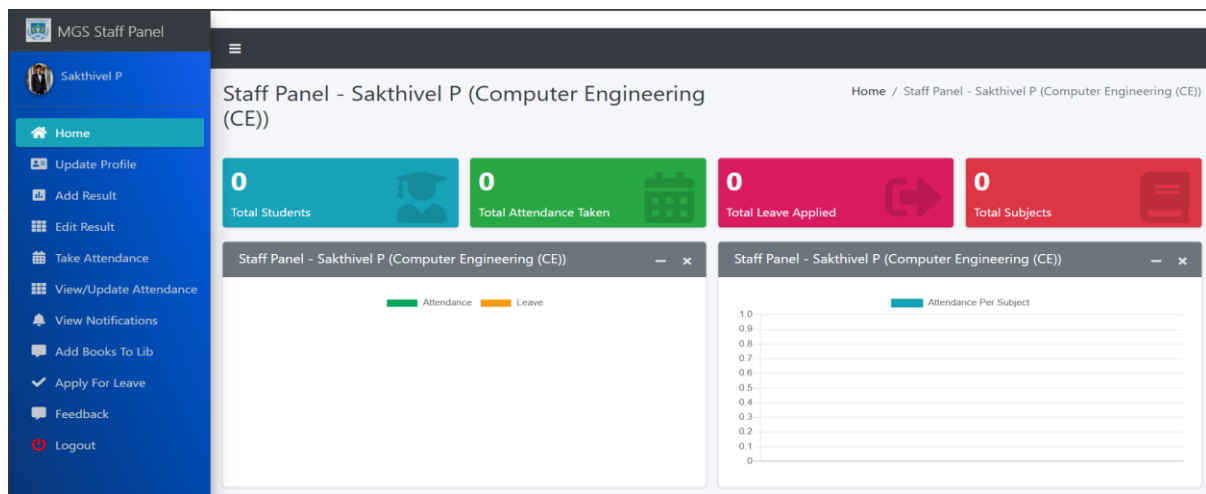 MGS Staff Panel
Sakthivel P
Home
Update Profile
Add Result
Edit Result
Take Attendance
View/Update Attendance
View Notifications
Add Books To Lib
Apply For Leave
Feedback
Logout
Staff Panel - Sakthivel P (Computer Engineering
(CE))
Home / Staff Panel - Sakthivel P (Computer Engineering (CE))
0
Total Students
0
Total Attendance Taken
0
Total Leave Applied
0
Total Subjects
Staff Panel - Sakthivel P (Computer Engineering (CE))
Attendance Leave
Staff Panel - Sakthivel P (Computer Engineering (CE))
Attendance Per Subject
1.0
0.9
0.8
0.7
0.6
0.5
0.4
0.3
0.2
0.1
0